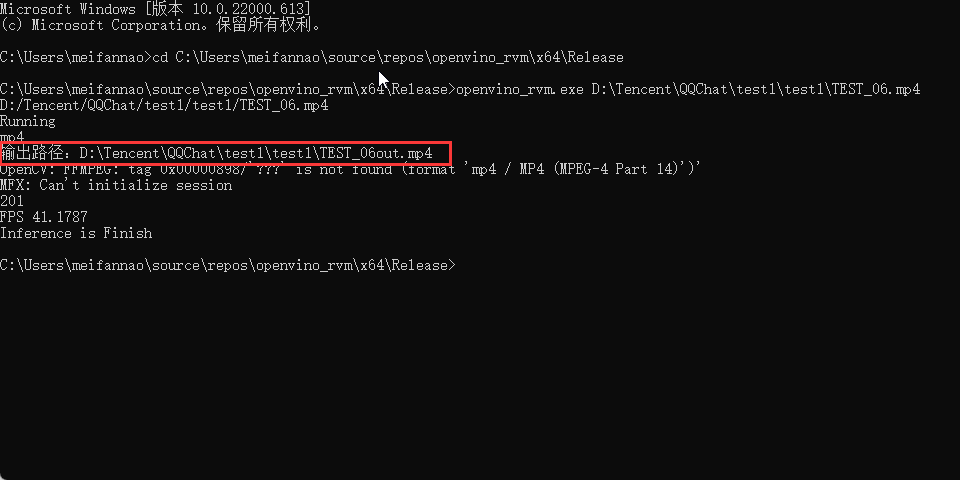 Microsoft Windows [版本 10.0.22000.613]
(c) Microsoft Corporation。保留所有权利。
C:\Users\meifannao>cd C:\Users\meifannao\source\repos\openvino_rvm\x64\Release
C:\Users\meifannao\source\repos\openvino_rvm\x64\Release>openvino_rvm.exe D:\Tencent\QQChat\test1\test1\TEST_06.mp4
D:/Tencent/QQChat/test1/test1/TEST_06.mp4
Running
mp4
输出路径：D:\Tencent\QQChat\test1\test1\TEST_06out.mp4
OpenCV: FFMPEG: tag 0x00000898/'???' is not found (format 'mp4 / MP4 (MPEG-4 Part 14)')'
MFX: Can't initialize session
201
FPS 41.1787
Inference is Finish
C:\Users\meifannao\source\repos\openvino_rvm\x64\Release>